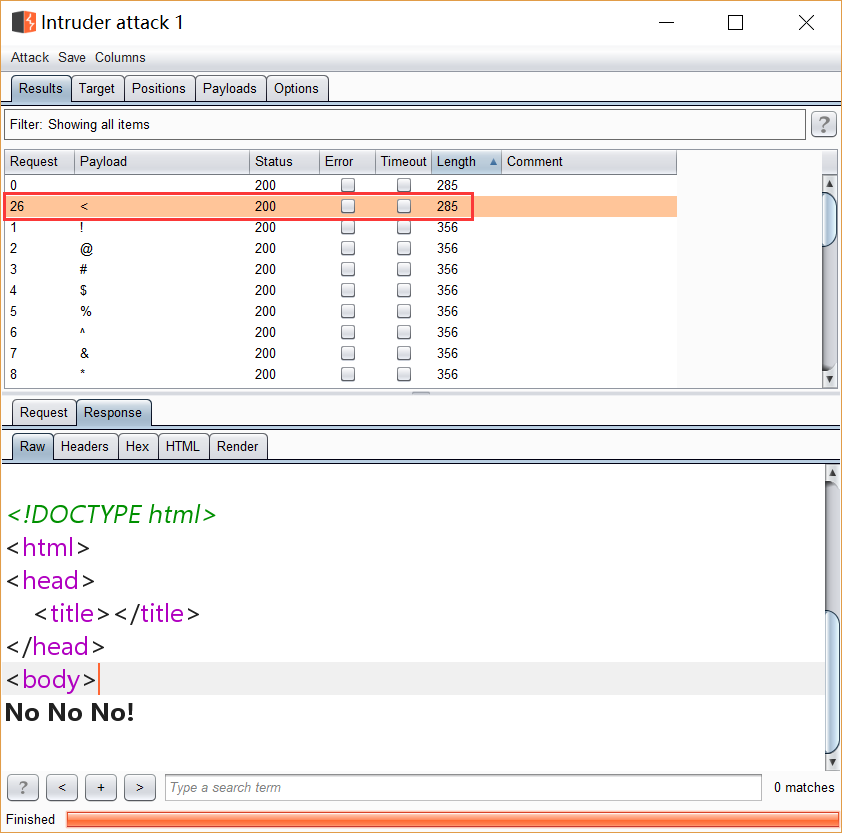 Intruder attack 1
Attack Save Columns
Results Target Positions Payloads Options
Filter: Showing all items ?
Request Payload Status Error Timeout Length Comment
0 200 285
26 < 200 285
1 ! 200 356
2 @ 200 356
3 # 200 356
4 $ 200 356
5 % 200 356
6 ^ 200 356
7 & 200 356
8 * 200 356
Request Response
Raw Headers Hex HTML Render
<!DOCTYPE html>
<html>
<head>
<title></title>
</head>
<body>
No No No!
? < + > Type a search term 0 matches
Finished